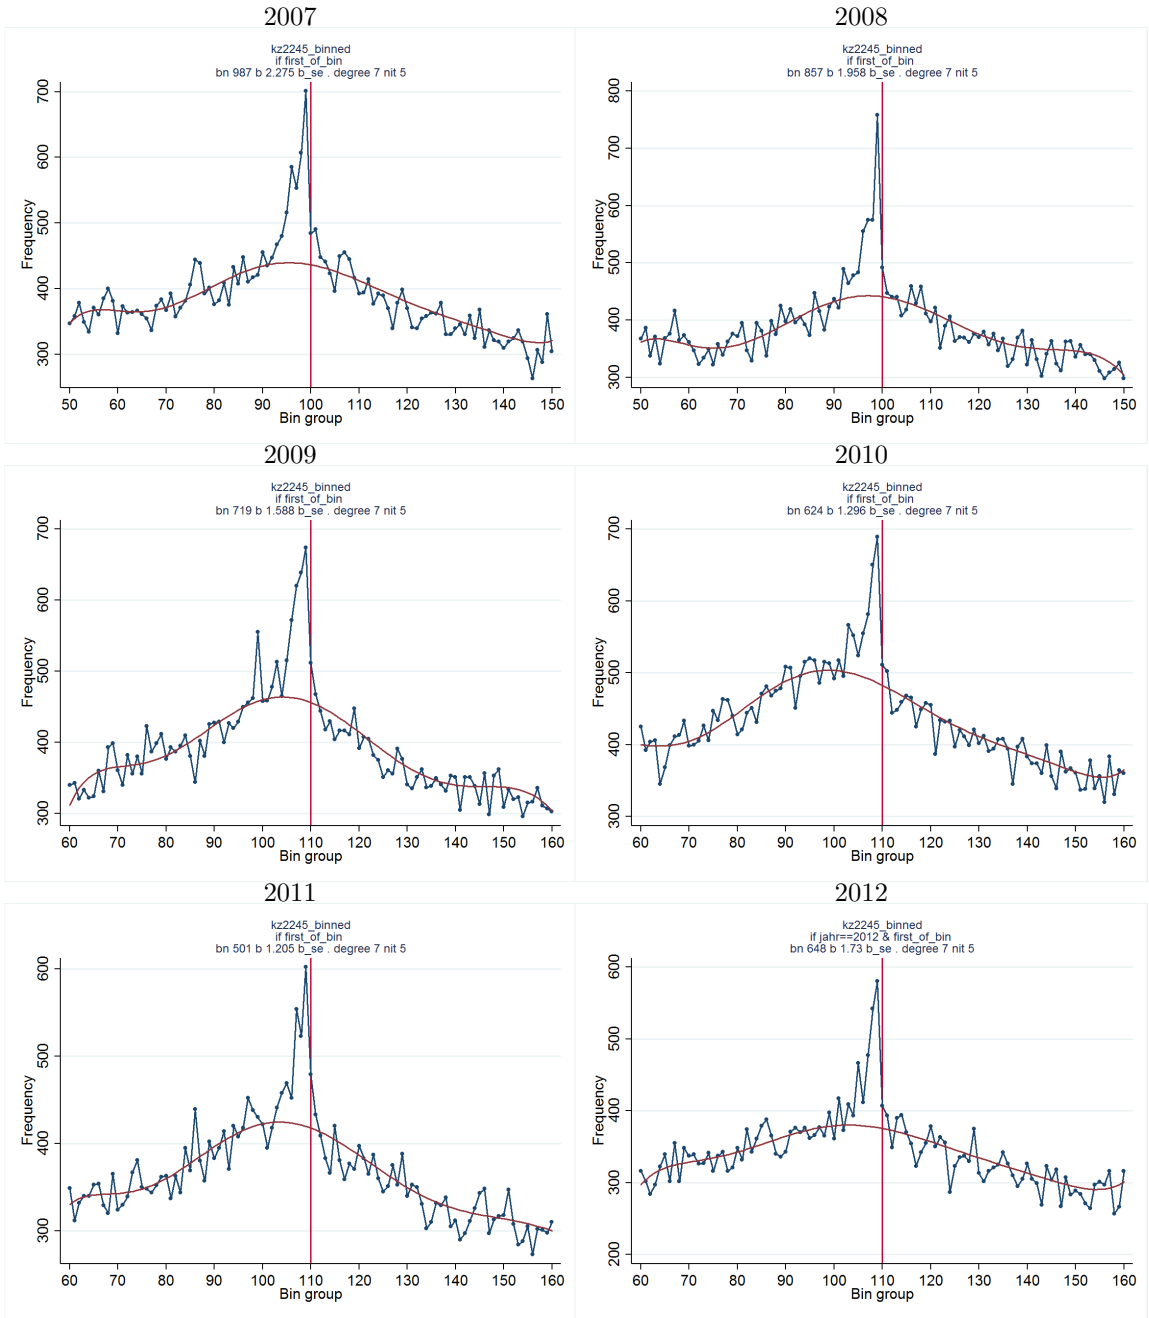 2007
kz2245_binned
if first_of_bin
bn 987 b 2.275 b_se . degree 7 nit 5
Frequency
700
600
500
400
300
50 60 70 80 90 100 110 120 130 140 150
Bin group
2008
kz2245_binned
if first_of_bin
bn 857 b 1.958 b_se . degree 7 nit 5
Frequency
800
700
600
500
400
300
50 60 70 80 90 100 110 120 130 140 150
Bin group
2009
kz2245_binned
if first_of_bin
bn 719 b 1.588 b_se . degree 7 nit 5
Frequency
700
600
500
400
300
60 70 80 90 100 110 120 130 140 150 160
Bin group
2010
kz2245_binned
if first_of_bin
bn 624 b 1.296 b_se . degree 7 nit 5
Frequency
700
600
500
400
300
60 70 80 90 100 110 120 130 140 150 160
Bin group
2011
kz2245_binned
if first_of_bin
bn 501 b 1.205 b_se . degree 7 nit 5
Frequency
600
500
400
300
60 70 80 90 100 110 120 130 140 150 160
Bin group
2012
kz2245_binned
if jahr==2012 & first_of_bin
bn 648 b 1.73 b_se . degree 7 nit 5
Frequency
600
500
400
300
200
60 70 80 90 100 110 120 130 140 150 160
Bin group